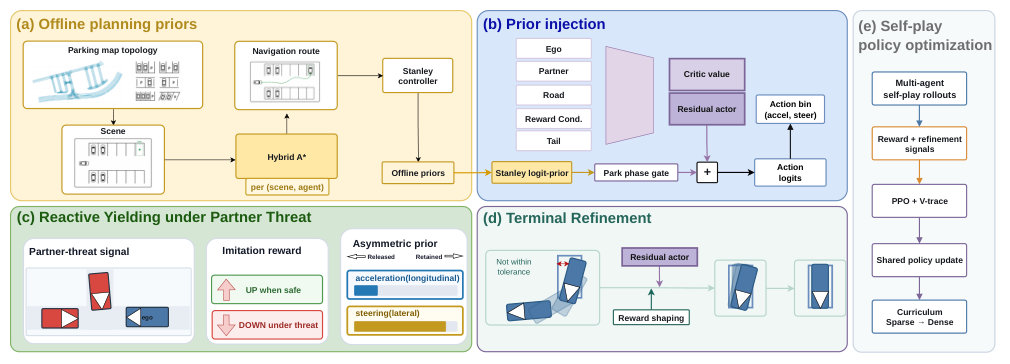 (a) Offline planning priors
Parking map topology
Scene
Navigation route
Hybrid A*
per (scene, agent)
Stanley
controller
Offline priors
(b) Prior injection
Ego
Partner
Road
Reward Cond.
Tail
Critic value
Residual actor
Action bin
(accel, steer)
Stanley logit-prior
Park phase gate
+
Action
logits
(c) Reactive Yielding under Partner Threat
Partner-threat signal
ego
Imitation reward
UP when safe
DOWN under threat
Asymmetric prior
Released
Retained
acceleration(longitudinal)
steering(lateral)
(d) Terminal Refinement
Not within
tolerance
Residual actor
Reward shaping
(e) Self-play
policy optimization
Multi-agent
self-play rollouts
Reward + refinement
signals
PPO + V-trace
Shared policy update
Curriculum
Sparse → Dense